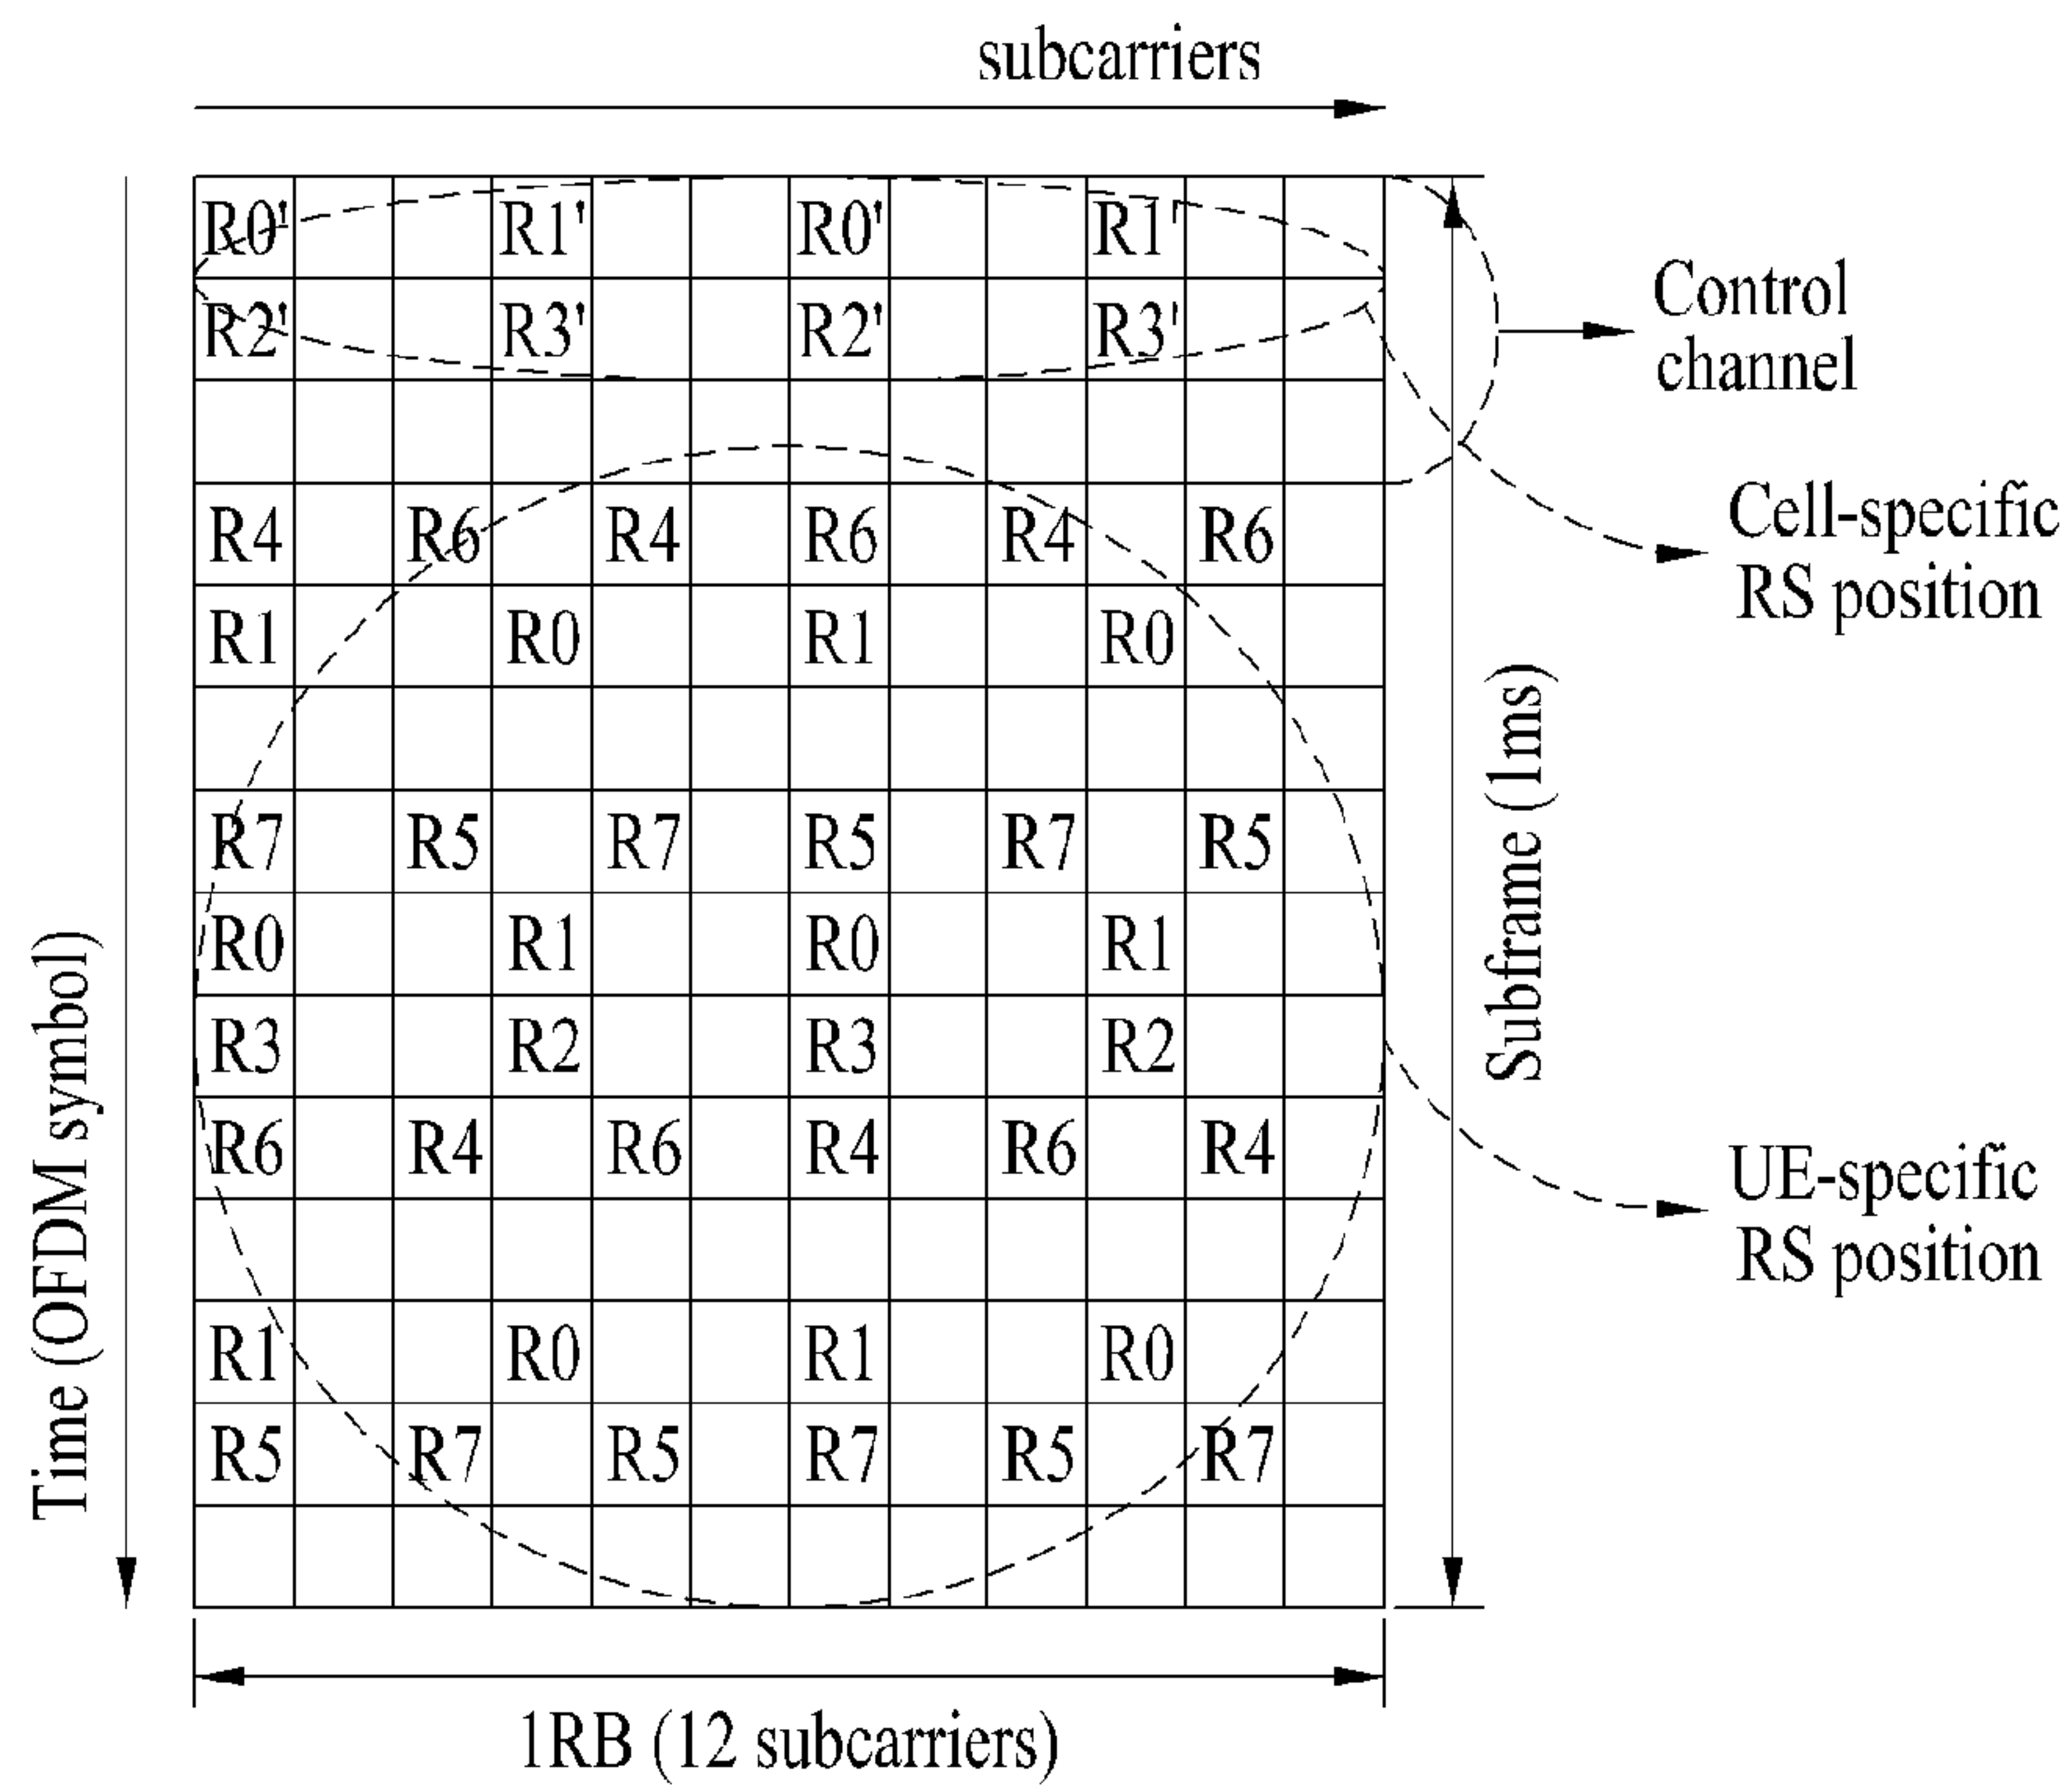 subcarriers
R0' R1' R0' R1'
R2' R3' R2' R3'
Control
channel
R4 R6 R4 R6 R4 R6
Cell-specific
RS position
R1 R0 R1 R0
R7 R5 R7 R5 R7 R5
R0 R1 R0 R1
R3 R2 R3 R2
R6 R4 R6 R4 R6 R4
UE-specific
RS position
R1 R0 R1 R0
R5 R7 R5 R7 R5 R7
Time (OFDM symbol)
Subframe (1ms)
1RB (12 subcarriers)